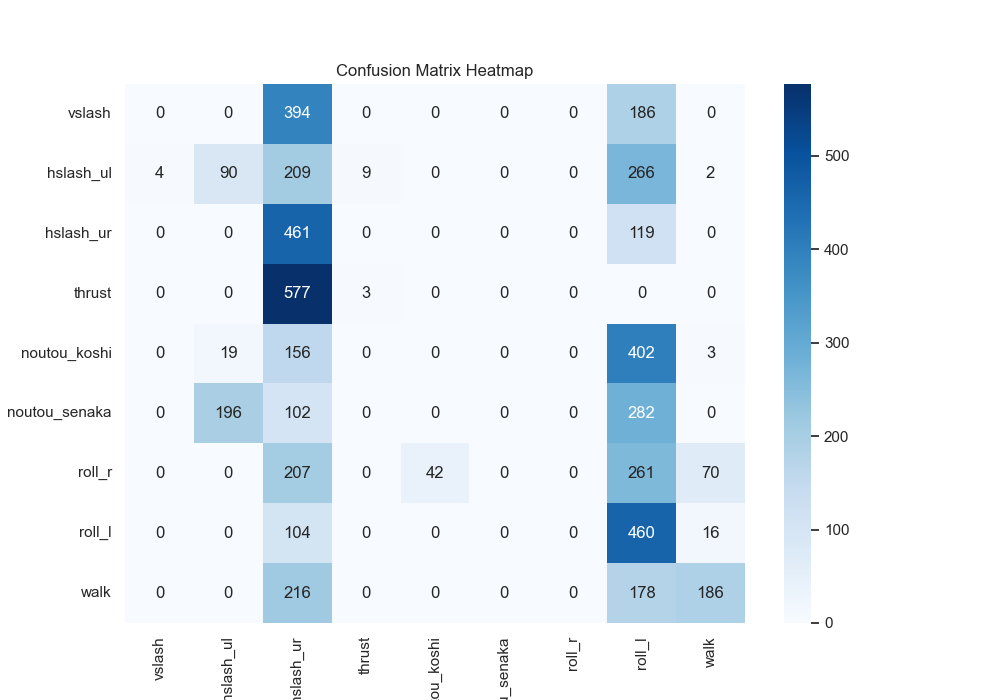 Confusion Matrix Heatmap
vslash 0 0 394 0 0 0 0 186 0
hslash_ul 4 90 209 9 0 0 0 266 2
hslash_ur 0 0 461 0 0 0 0 119 0
thrust 0 0 577 3 0 0 0 0 0
noutou_koshi 0 19 156 0 0 0 0 402 3
noutou_senaka 0 196 102 0 0 0 0 282 0
roll_r 0 0 207 0 42 0 0 261 70
roll_l 0 0 104 0 0 0 0 460 16
walk 0 0 216 0 0 0 0 178 186
vslash
hslash_ul
hslash_ur
thrust
ou_koshi
u_senaka
roll_r
roll_l
walk
500
400
300
200
100
0